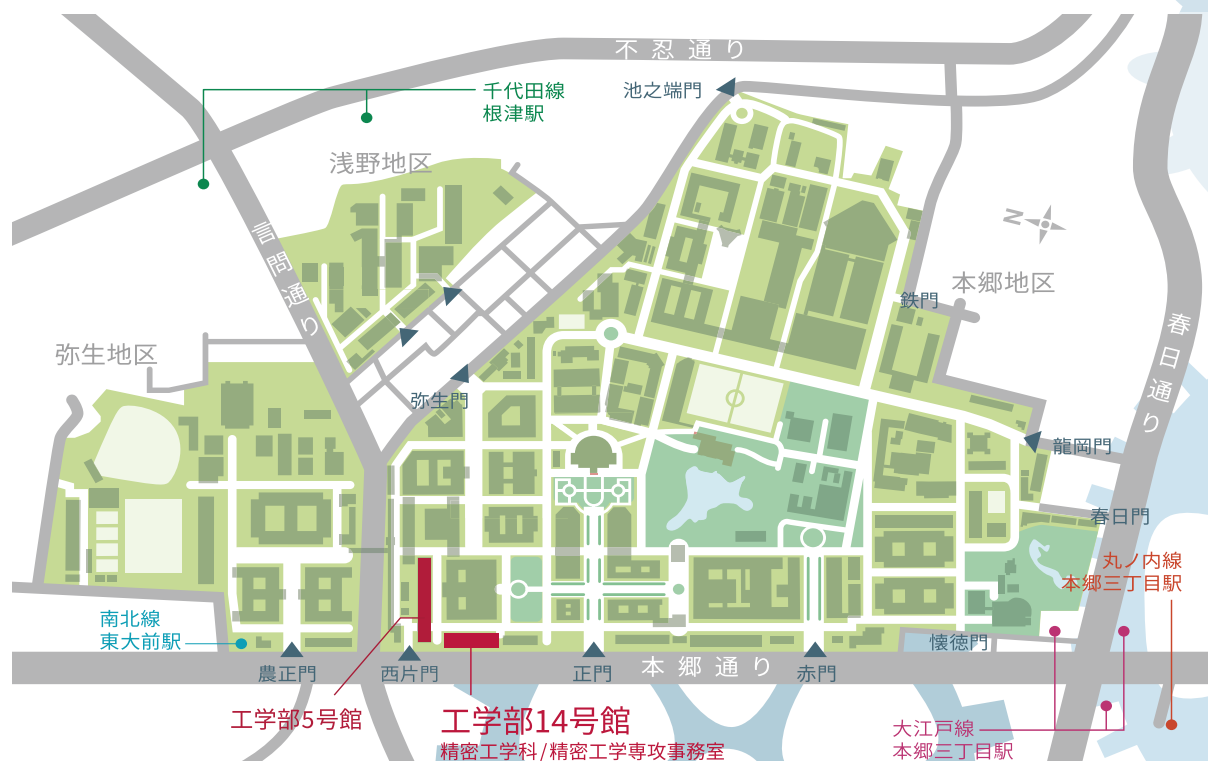 不忍通り
千代田線
根津駅
池之端門
浅野地区
言問通り
N
本郷地区
鉄門
春日通り
弥生地区
弥生門
龍岡門
春日門
丸ノ内線
本郷三丁目駅
南北線
東大前駅
懐徳門
本郷通り
農正門
西片門
正門
赤門
工学部5号館
工学部14号館
精密工学科/精密工学専攻事務室
大江戸線
本郷三丁目駅